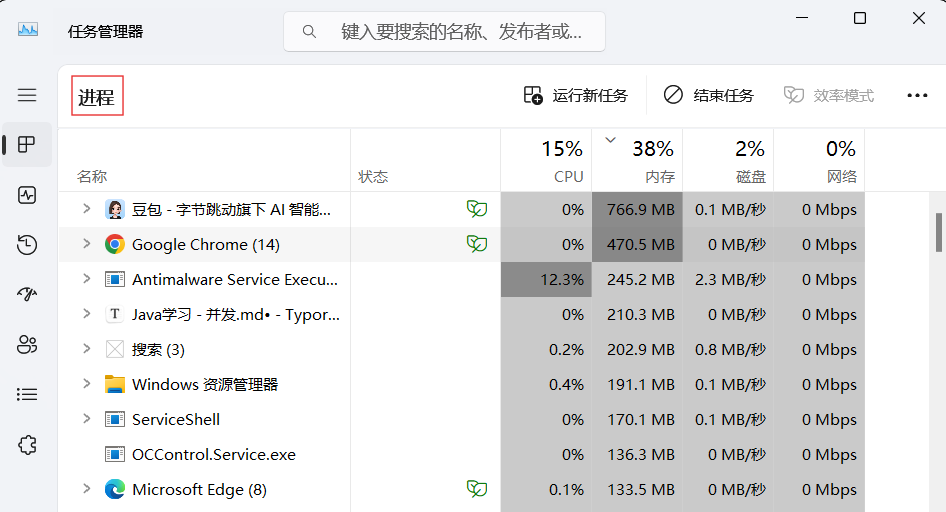 任务管理器
键入要搜索的名称、发布者或...
进程
运行新任务 结束任务 效率模式
15% 38% 2% 0%
名称 状态 CPU 内存 磁盘 网络
豆包 - 字节跳动旗下 AI 智能... 0% 766.9 MB 0.1 MB/秒 0 Mbps
Google Chrome (14) 0% 470.5 MB 0 MB/秒 0 Mbps
Antimalware Service Execu... 12.3% 245.2 MB 2.3 MB/秒 0 Mbps
T Java学习 - 并发.md• - Typor... 0% 210.3 MB 0 MB/秒 0 Mbps
搜索 (3) 0.2% 202.9 MB 0.8 MB/秒 0 Mbps
Windows 资源管理器 0.4% 191.1 MB 0.1 MB/秒 0 Mbps
ServiceShell 0% 170.1 MB 0.1 MB/秒 0 Mbps
OCControl.Service.exe 0% 136.3 MB 0 MB/秒 0 Mbps
Microsoft Edge (8) 0.1% 133.5 MB 0 MB/秒 0 Mbps